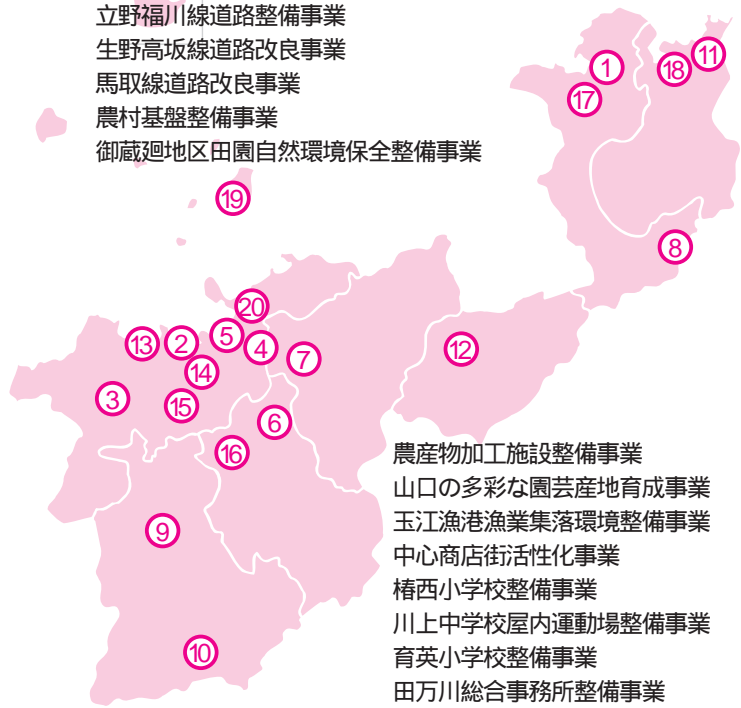 立野福川線道路整備事業
生野高坂線道路改良事業
馬取線道路改良事業
農村基盤整備事業
御蔵廻地区田園自然環境保全整備事業
①
⑱
⑪
⑰
⑲
⑧
⑳
⑬
②
⑤
④
⑦
⑫
⑭
③
⑮
⑥
⑯
⑨
⑩
農産物加工施設整備事業
山口の多彩な園芸産地育成事業
玉江漁港漁業集落環境整備事業
中心商店街活性化事業
椿西小学校整備事業
川上中学校屋内運動場整備事業
育英小学校整備事業
田万川総合事務所整備事業